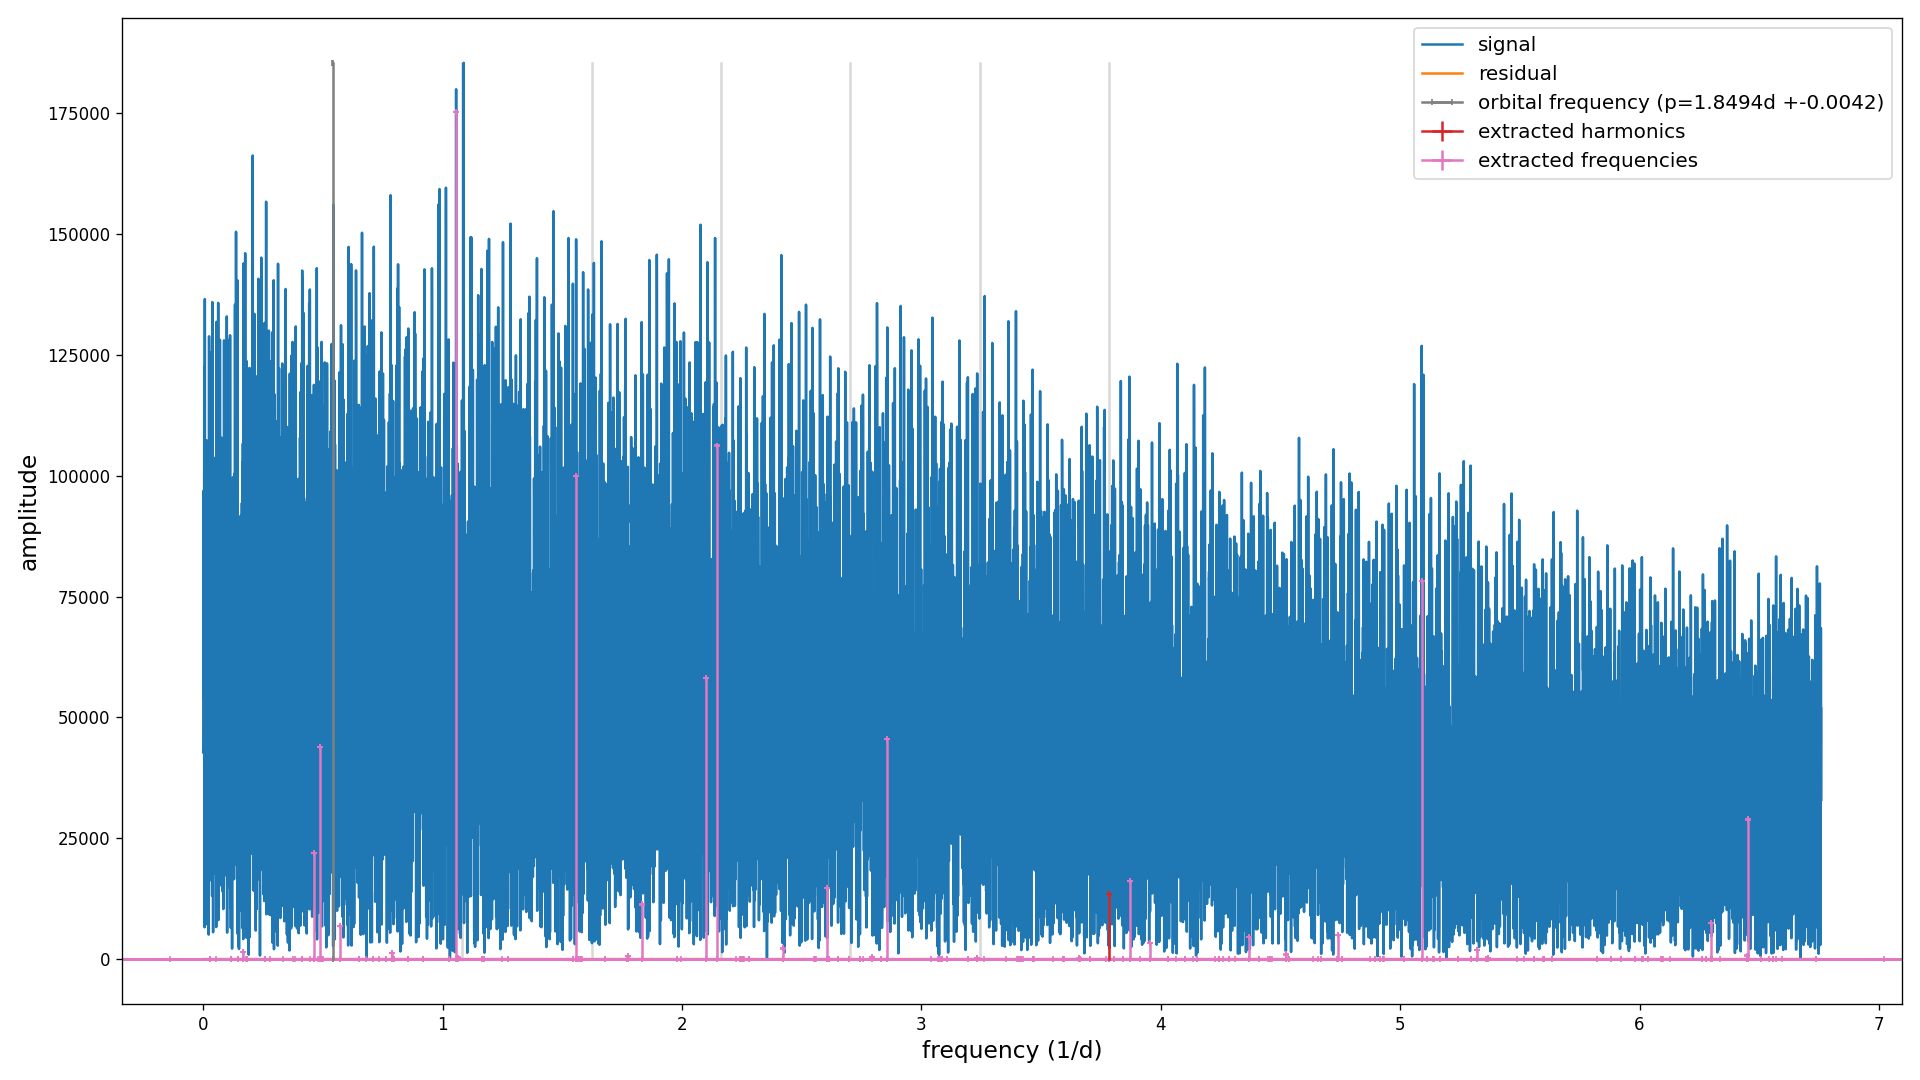 signal
residual
orbital frequency (p=1.8494d +-0.0042)
extracted harmonics
extracted frequencies
amplitude
175000
150000
125000
100000
75000
50000
25000
0
0 1 2 3 4 5 6 7
frequency (1/d)